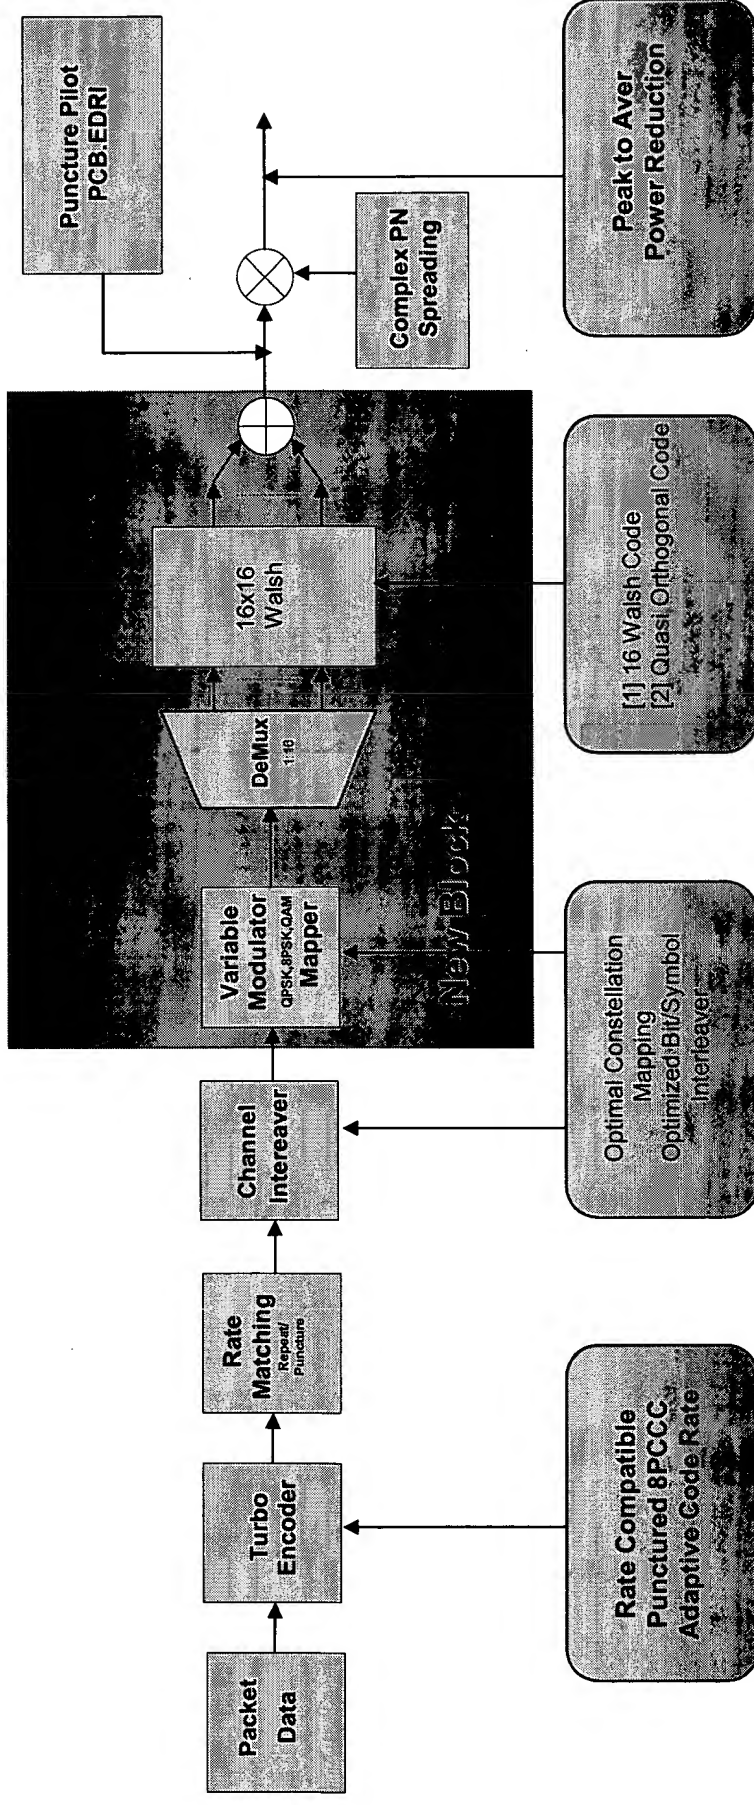 Packet
Data
Turbo
Encoder
Rate
Matching
Repeat/
Puncture
Channel
Intereaver
Variable
Modulator
QPSK,8PSK,QAM
Mapper
DeMux
1:16
16x16
Walsh
New Block
Puncture Pilot
PCB.EDRI
Complex PN
Spreading
Rate Compatible
Punctured 8PCCC
Adaptive Code Rate
Optimal Constellation
Mapping
Optimized Bit/Symbol
Interleaver
[1] 16 Walsh Code
[2] Quasi Orthogonal Code
Peak to Aver
Power Reduction